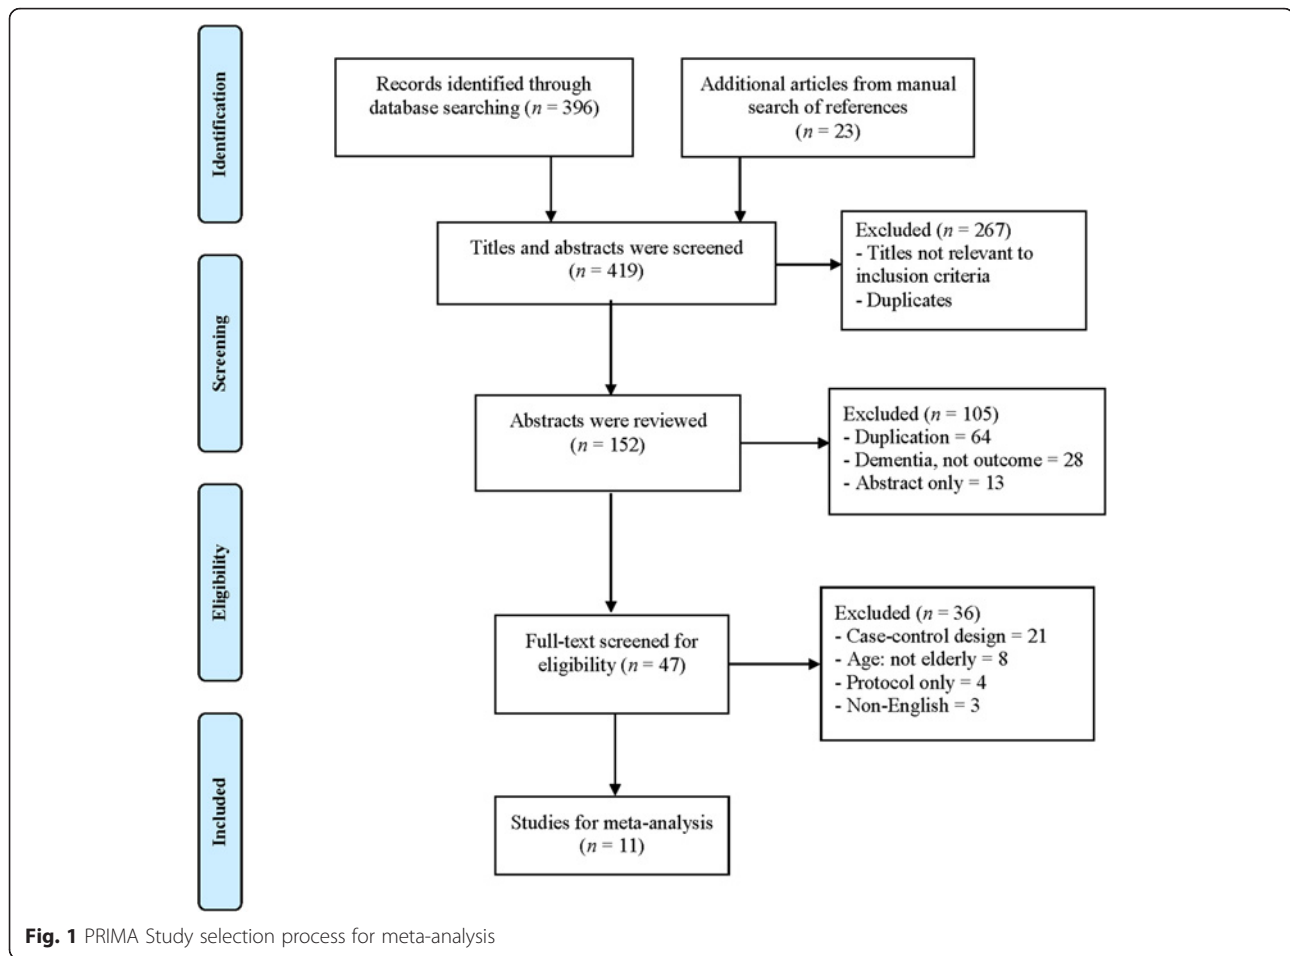 Identification
Records identified through
database searching (n = 396)
Additional articles from manual
search of references
(n = 23)
Titles and abstracts were screened
(n = 419)
Excluded (n = 267)
- Titles not relevant to
inclusion criteria
- Duplicates
Screening
Abstracts were reviewed
(n = 152)
Excluded (n = 105)
- Duplication = 64
- Dementia, not outcome = 28
- Abstract only = 13
Eligibility
Full-text screened for
eligibility (n = 47)
Excluded (n = 36)
- Case-control design = 21
- Age: not elderly = 8
- Protocol only = 4
- Non-English = 3
Included
Studies for meta-analysis
(n = 11)
Fig. 1 PRIMA Study selection process for meta-analysis